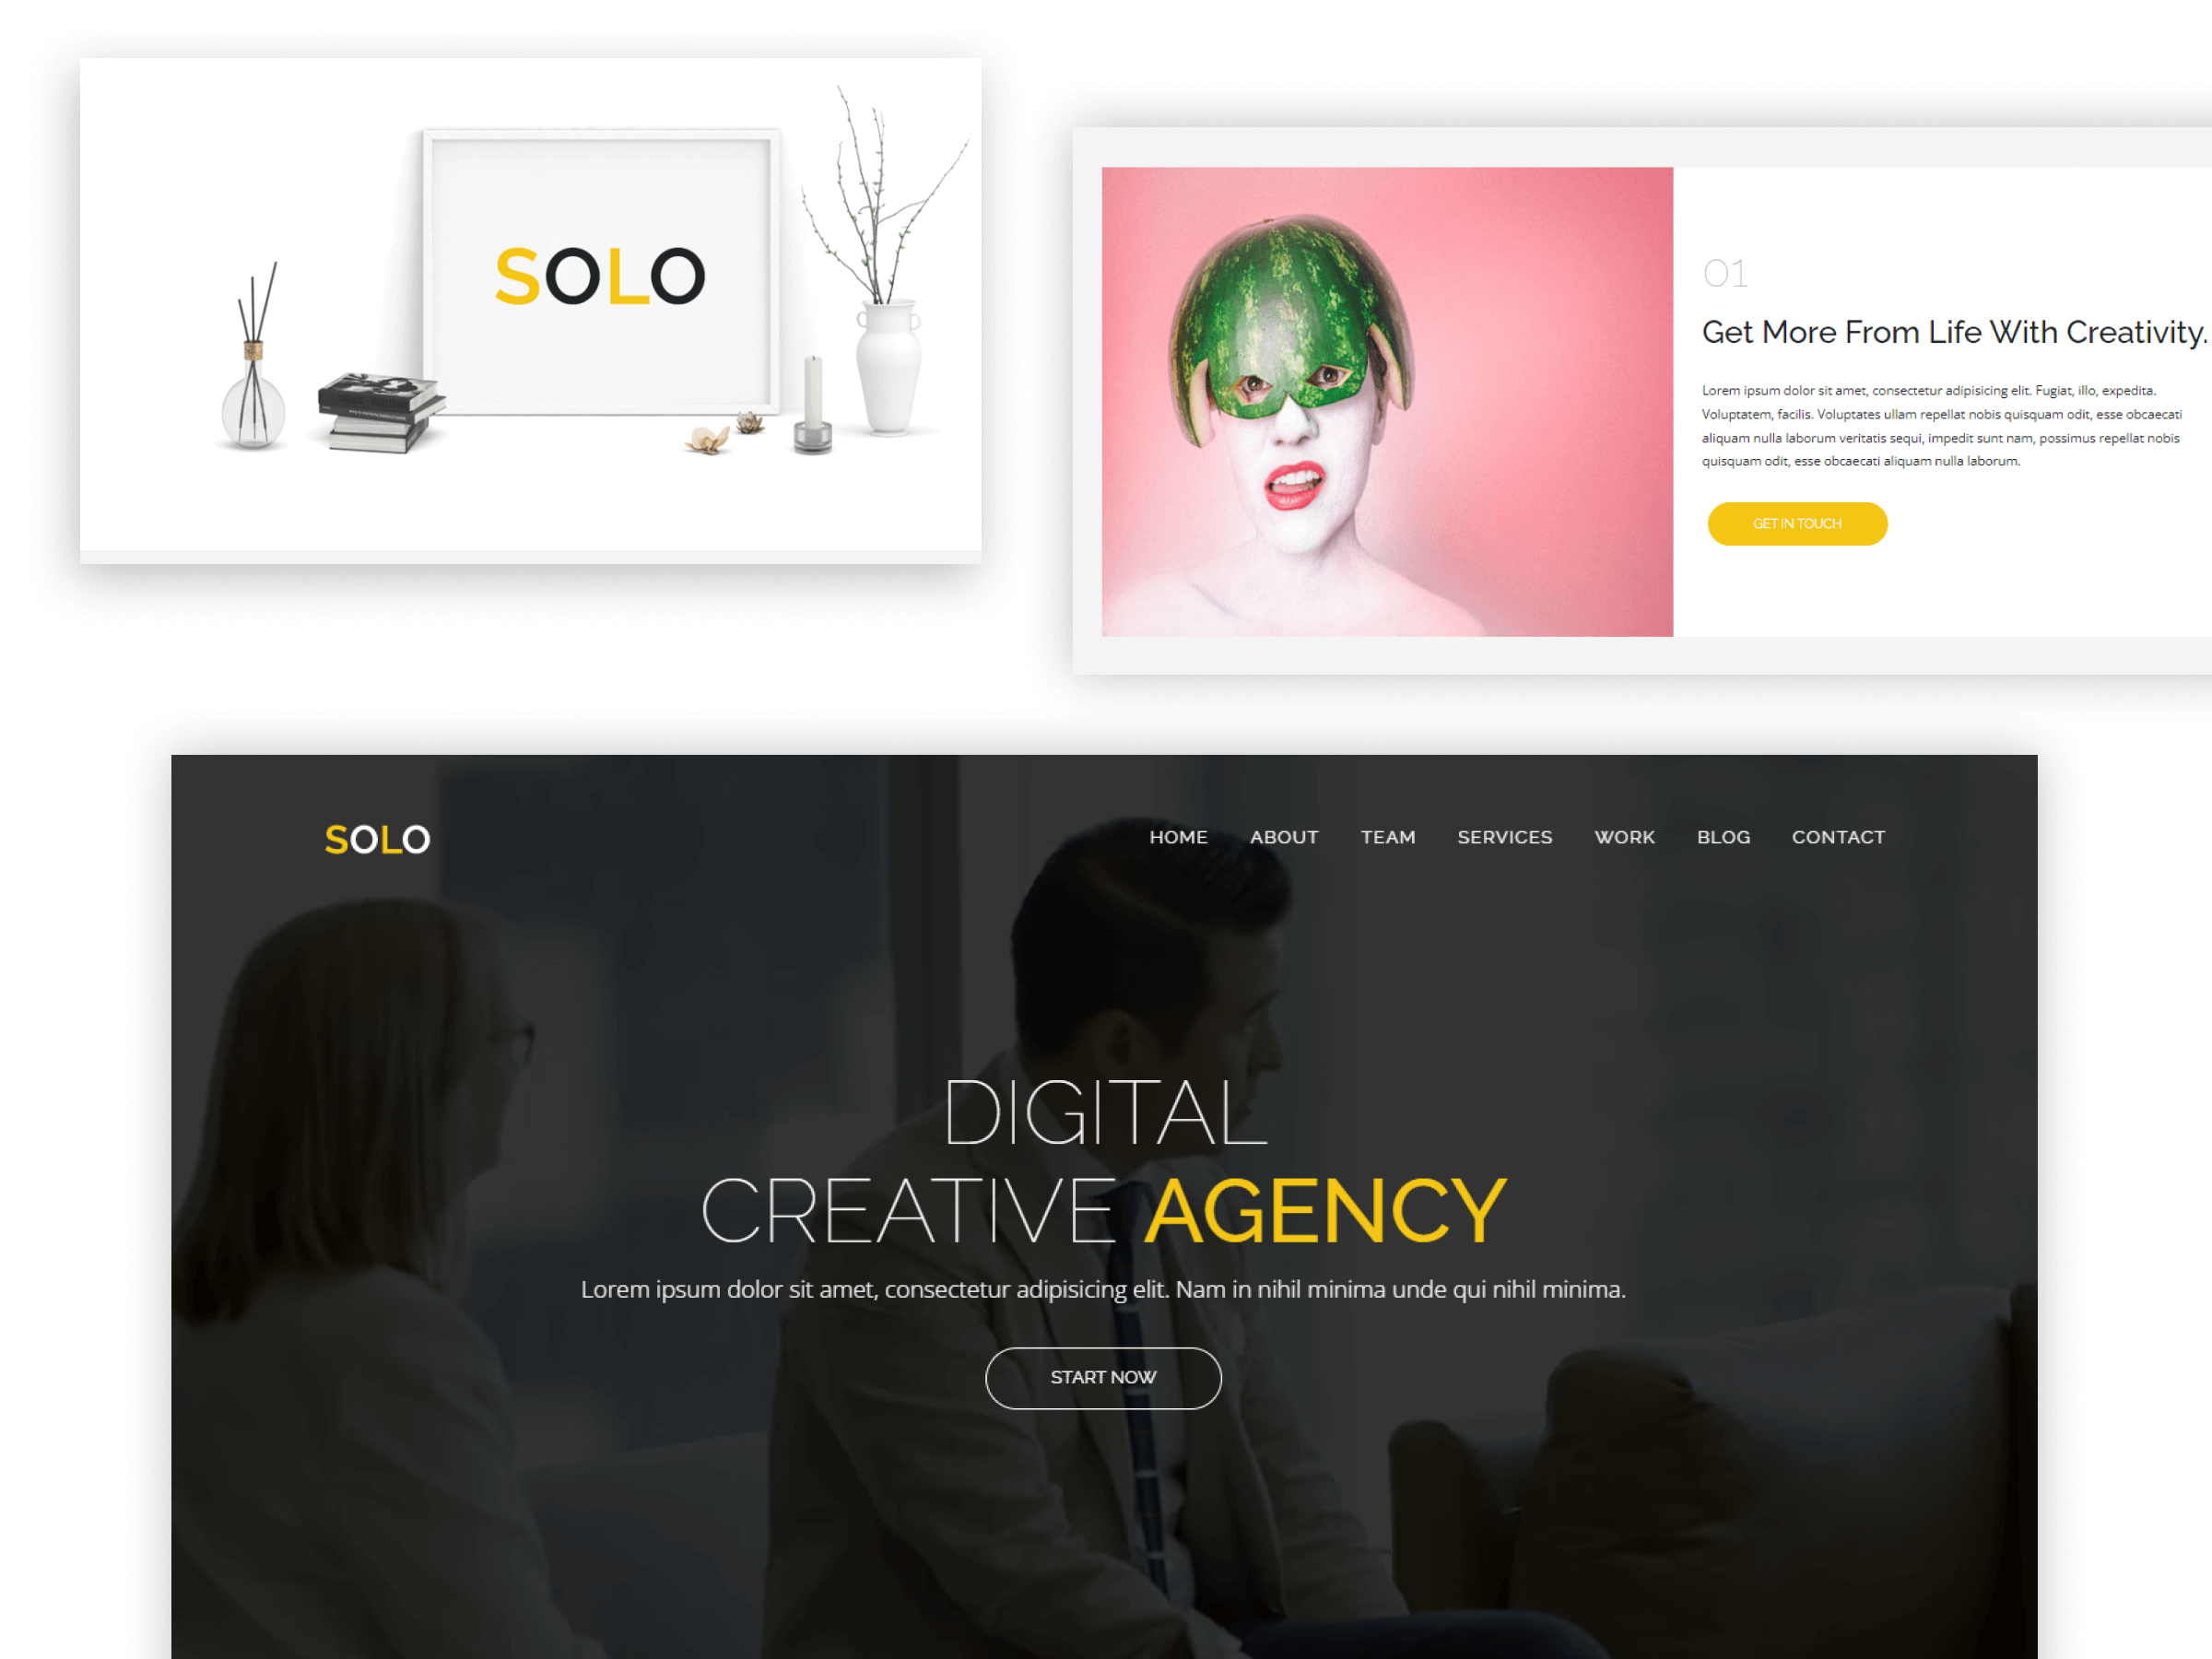 SOLO
01
Get More From Life With Creativity.
Lorem ipsum dolor sit amet, consectetur adipisicing elit. Fugiat, illo, expedita.
Voluptatem, facilis. Voluptates ullam repellat nobis quisquam odit, esse obcaecati
aliquam nulla laborum veritatis sequi, impedit sunt nam, possimus repellat nobis
quisquam odit, esse obcaecati aliquam nulla laborum.
GET IN TOUCH
SOLO
HOME ABOUT TEAM SERVICES WORK BLOG CONTACT
DIGITAL
CREATIVE AGENCY
Lorem ipsum dolor sit amet, consectetur adipisicing elit. Nam in nihil minima unde qui nihil minima.
START NOW